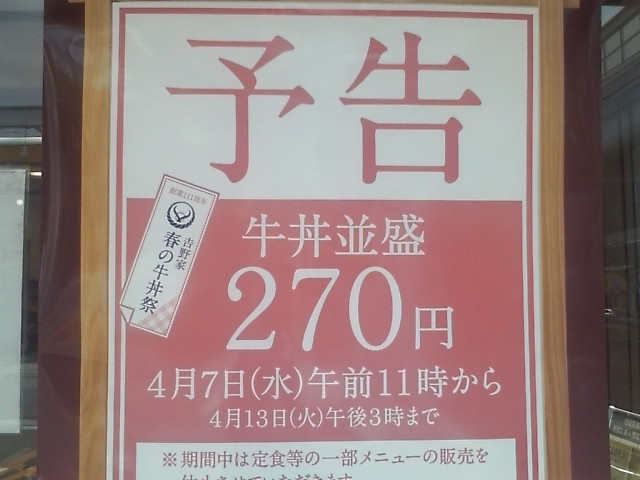 予告
創業111周年
吉野家
春の牛丼祭
牛丼並盛
270円
4月7日(水)午前11時から
4月13日(火)午後3時まで
※期間中は定食等の一部メニューの販売を